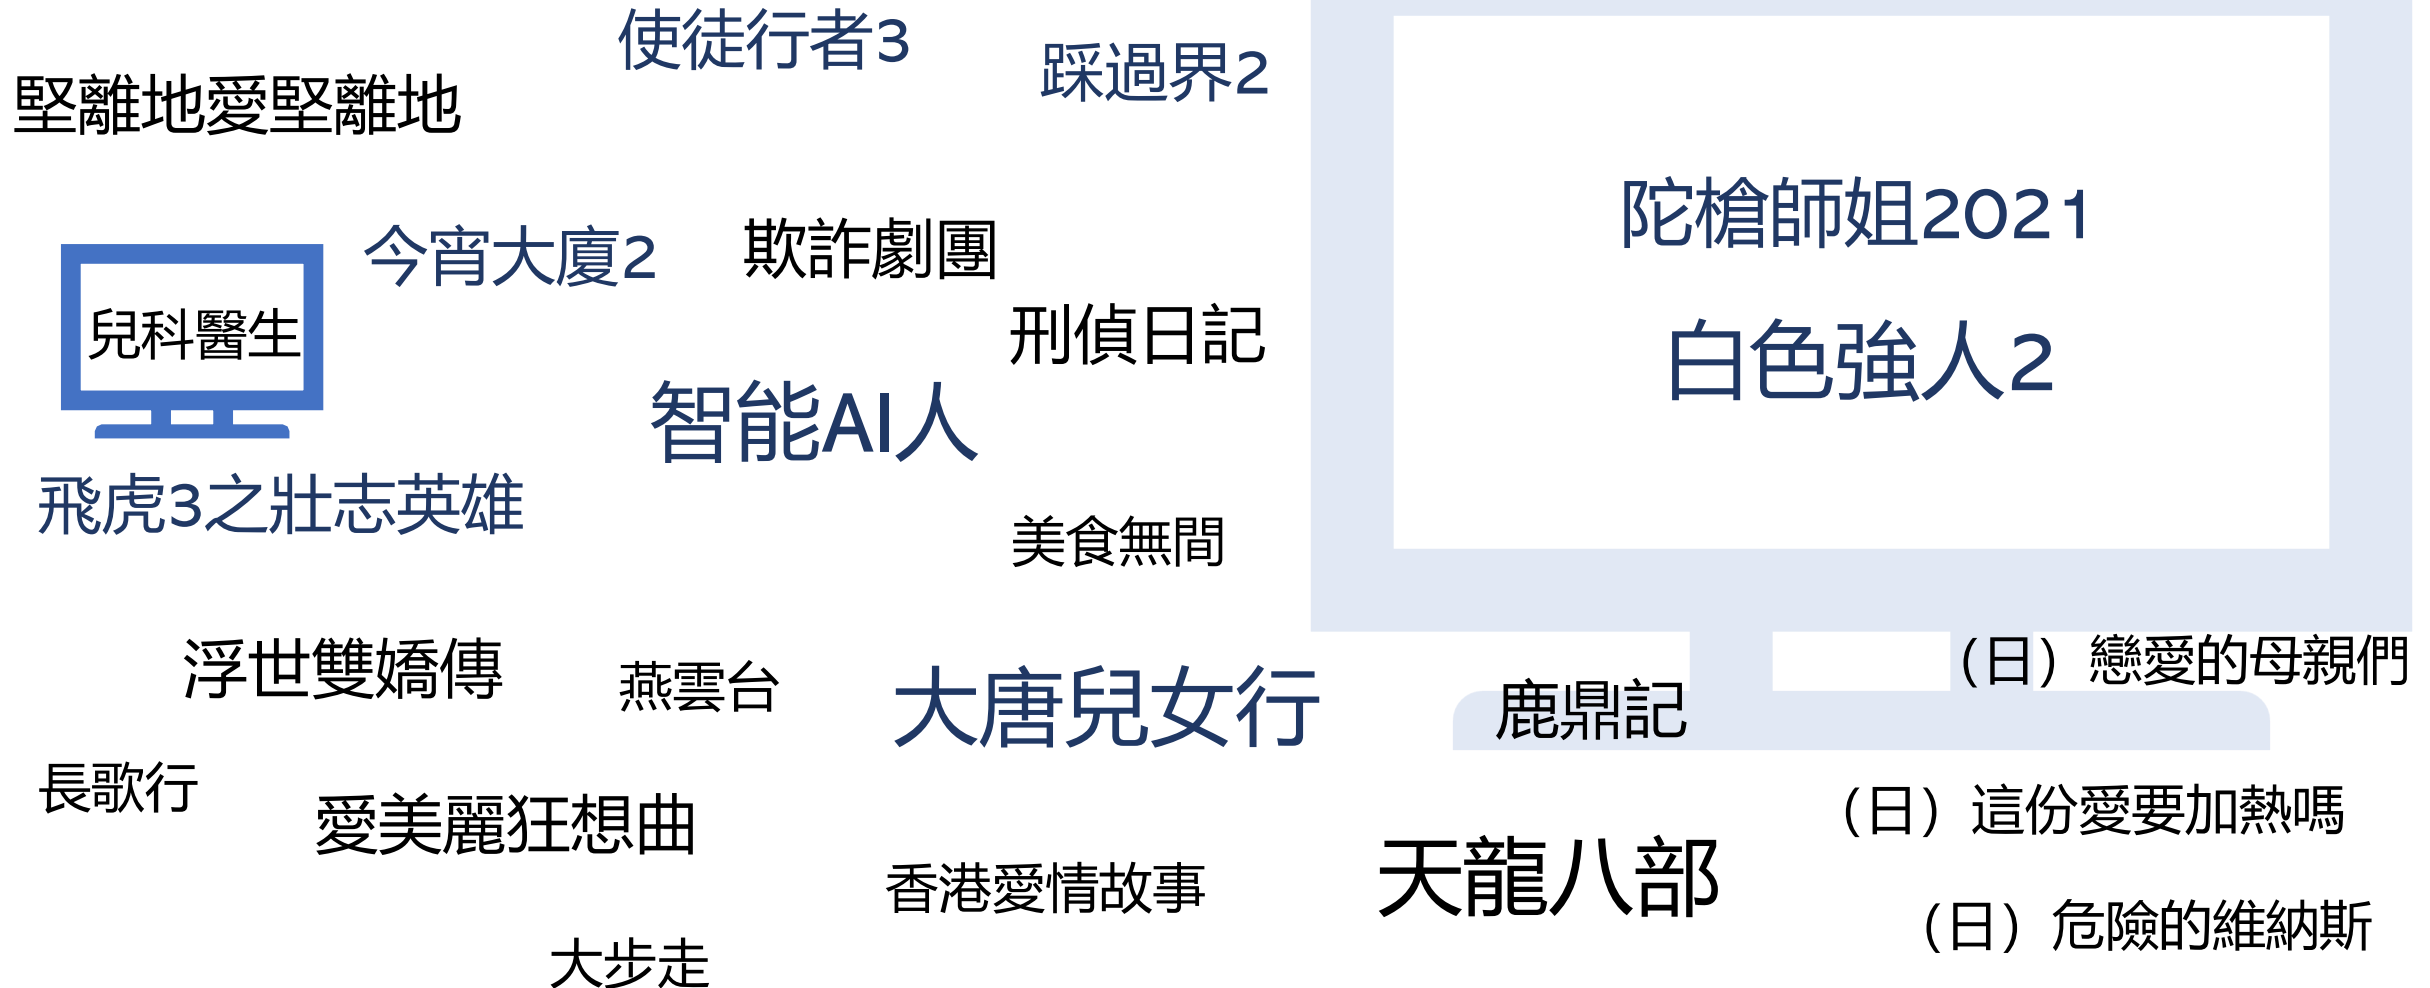 使徒行者3
踩過界2
堅離地愛堅離地
陀槍師姐2021
今宵大廈2
欺詐劇團
兒科醫生
刑偵日記
白色強人2
智能AI人
飛虎3之壯志英雄
美食無間
浮世雙嬌傳
燕雲台
大唐兒女行
鹿鼎記
（日）戀愛的母親們
長歌行
愛美麗狂想曲
（日）這份愛要加熱嗎
香港愛情故事
天龍八部
（日）危險的維納斯
大步走